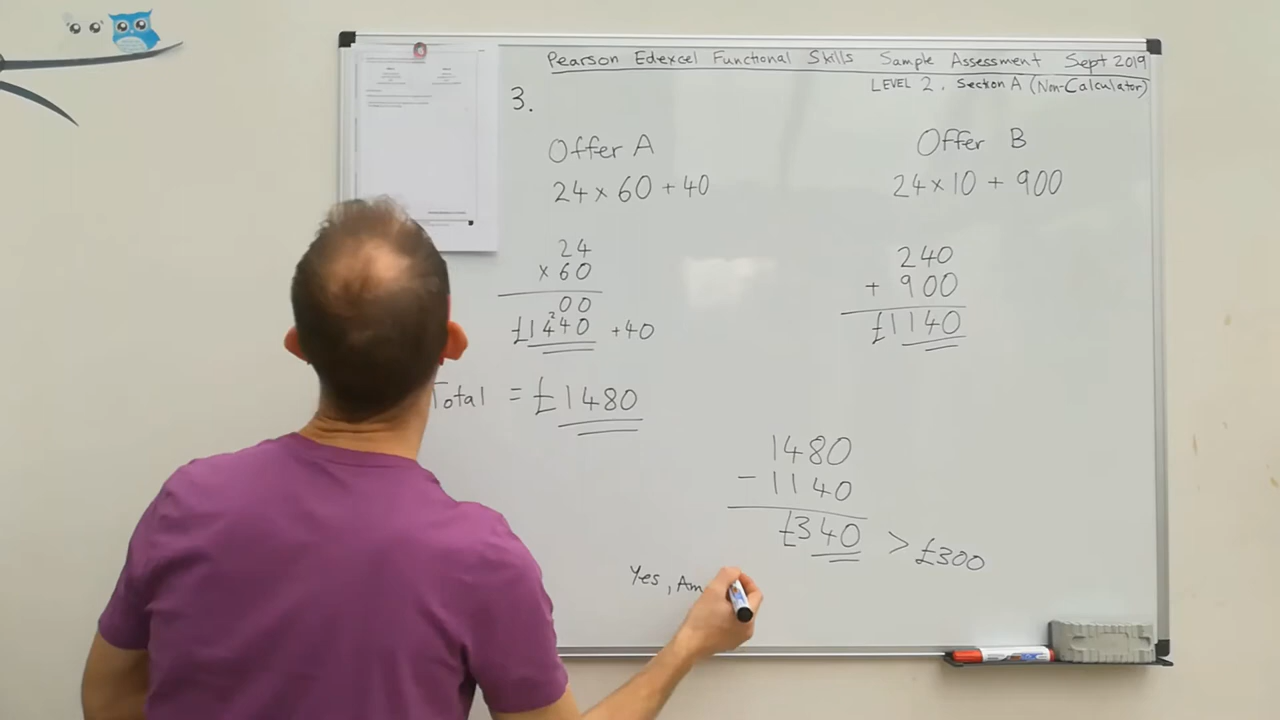 Pearson Edexcel Functional Skills Sample Assessment Sept 2019
LEVEL 2, Section A (Non-Calculator)
3.
Offer A
24 × 60 + 40
24
× 60
00
£1440 +40
2
Total = £1480
Offer B
24 × 10 + 900
240
+ 900
£1140
1480
- 1140
£340 > £300
Yes, Am